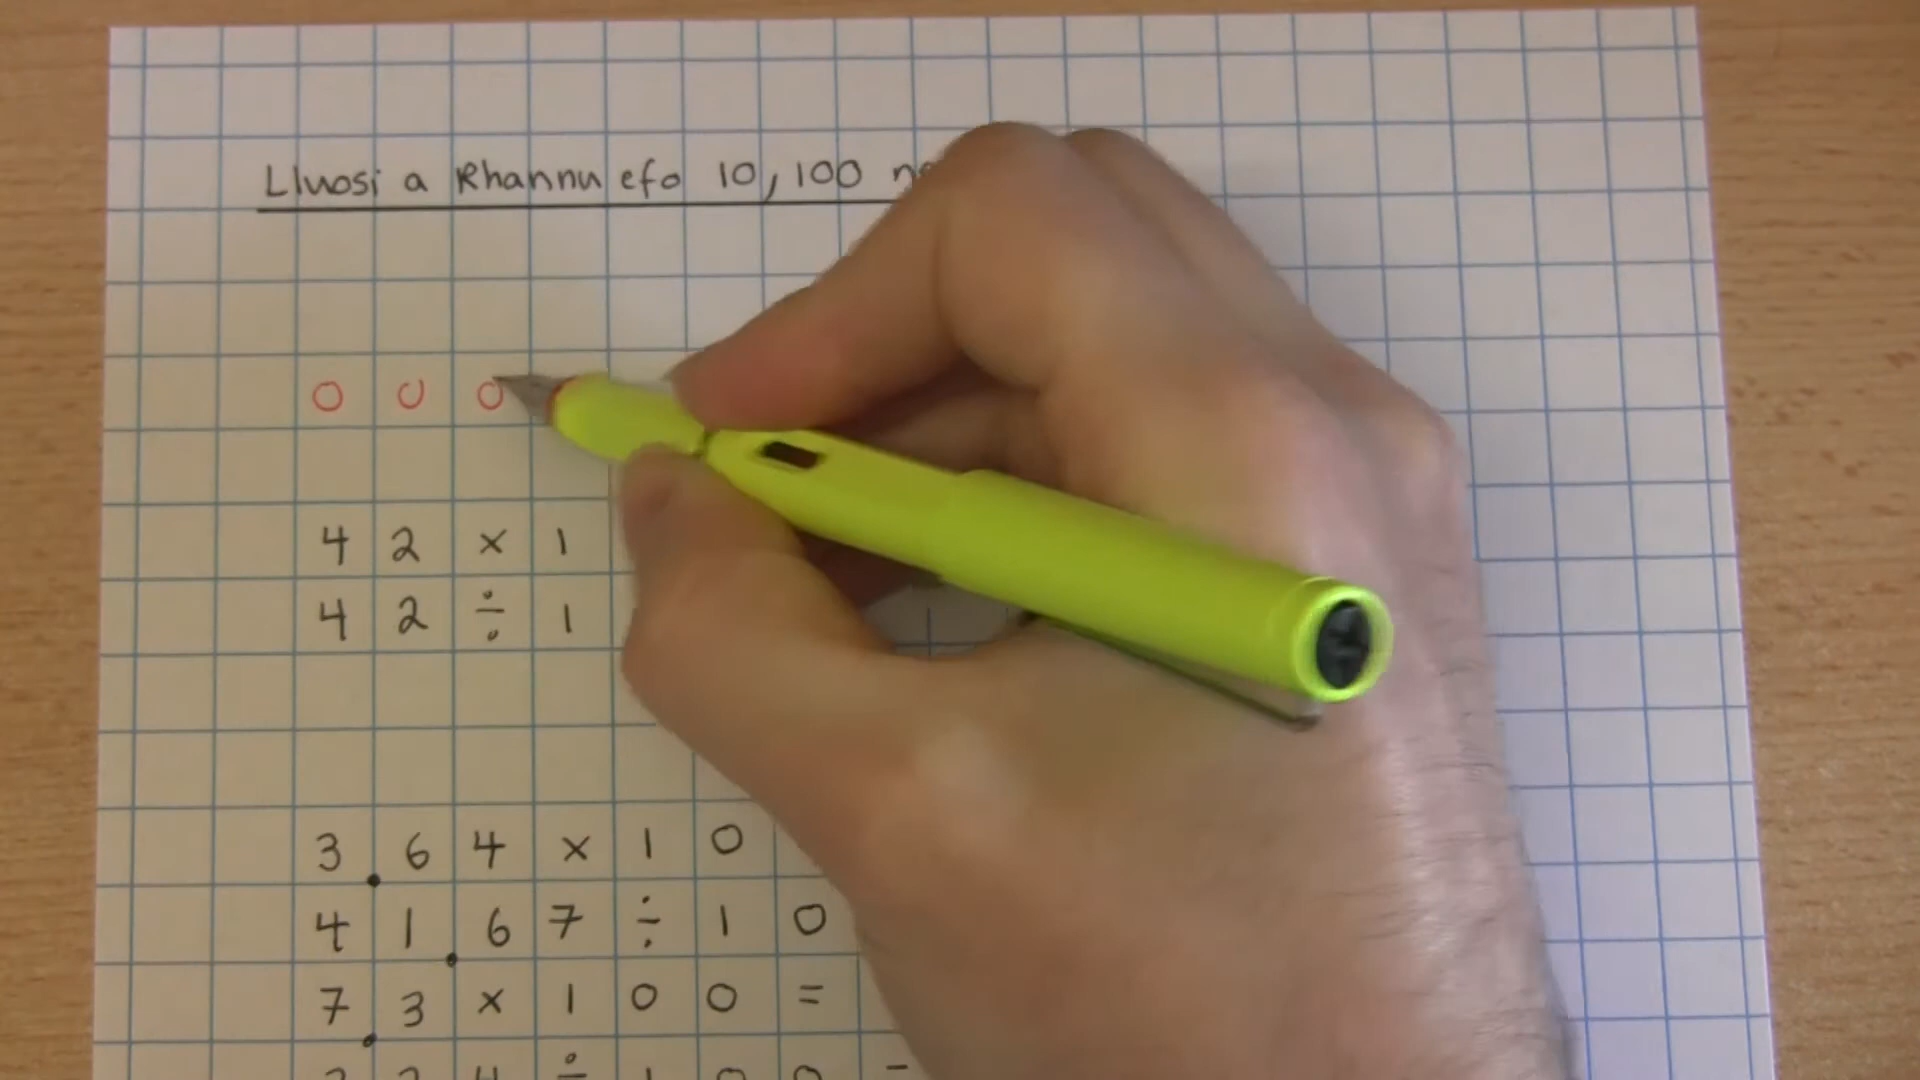 Lluosi a Rhannu efo 10, 100
0 0 0
4 2 × 1
4 2 ÷ 1
3 . 6 4 × 1 0
4 1 . 6 7 ÷ 1 0
7 . 3 × 1 0 0 =